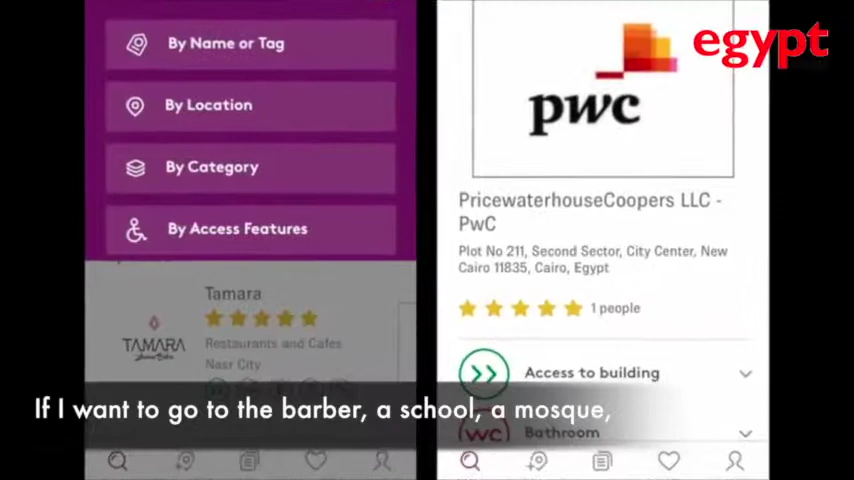 egypt
By Name or Tag
By Location
By Category
By Access Features
Tamara
TAMARA
Restaurants and Cafes
Nasr City
pwc
PricewaterhouseCoopers LLC -
PwC
Plot No 211, Second Sector, City Center, New
Cairo 11835, Cairo, Egypt
1 people
Access to building
wc
Bathroom
If I want to go to the barber, a school, a mosque,